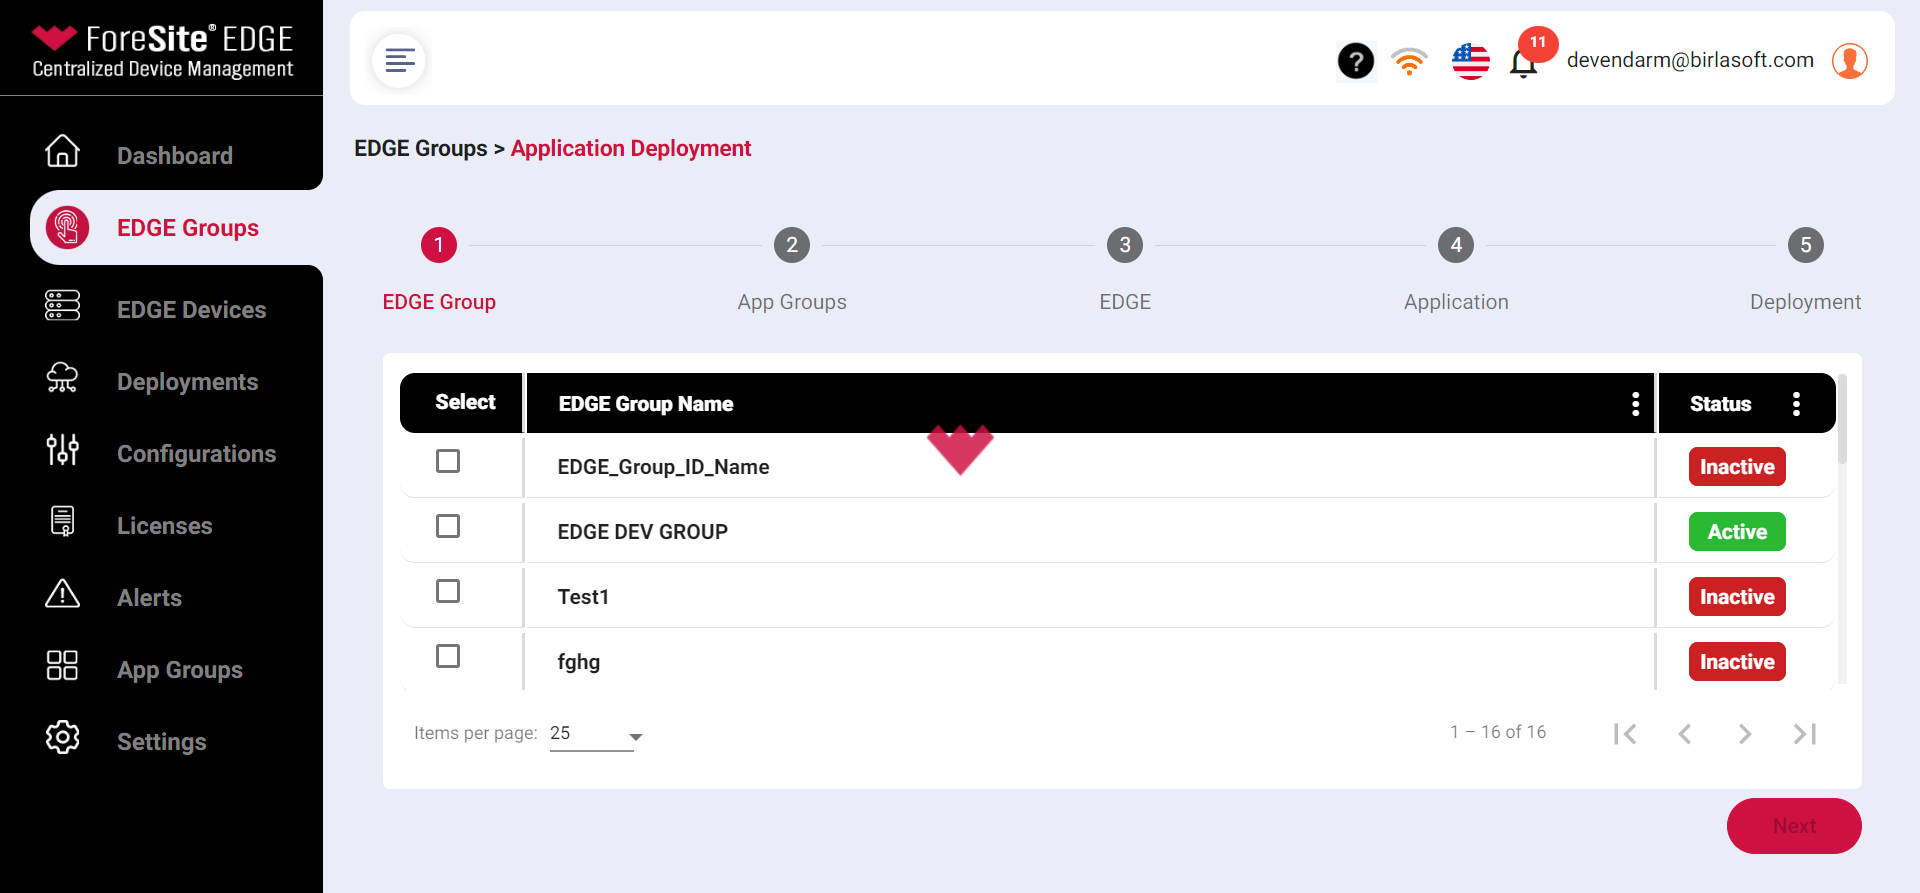 ForeSite® EDGE
Centralized Device Management
Dashboard
EDGE Groups
EDGE Devices
Deployments
Configurations
Licenses
Alerts
App Groups
Settings
?
11
devendarm@birlasoft.com
EDGE Groups > Application Deployment
1 2 3 4 5
EDGE Group App Groups EDGE Application Deployment
Select EDGE Group Name Status
EDGE_Group_ID_Name Inactive
EDGE DEV GROUP Active
Test1 Inactive
fghg Inactive
Items per page: 25 1 – 16 of 16
Next